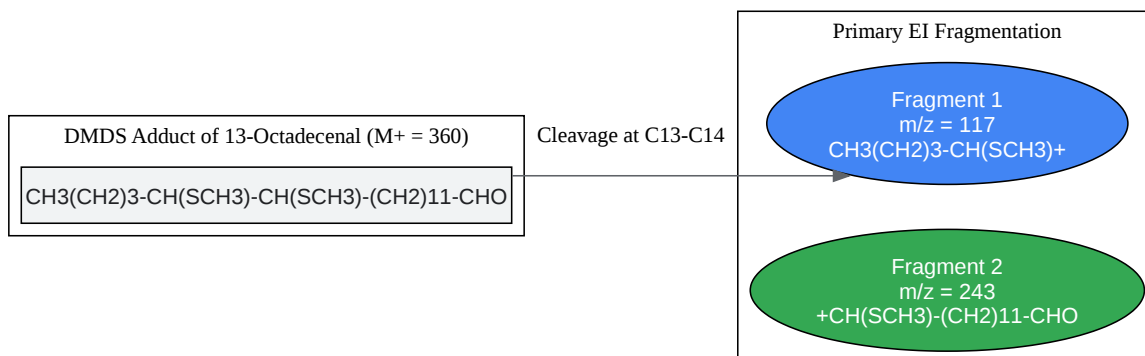 DMDS Adduct of 13-Octadecenal (M+ = 360)
CH3(CH2)3-CH(SCH3)-CH(SCH3)-(CH2)11-CHO
Cleavage at C13-C14
Primary EI Fragmentation
Fragment 1
m/z = 117
CH3(CH2)3-CH(SCH3)+
Fragment 2
m/z = 243
+CH(SCH3)-(CH2)11-CHO